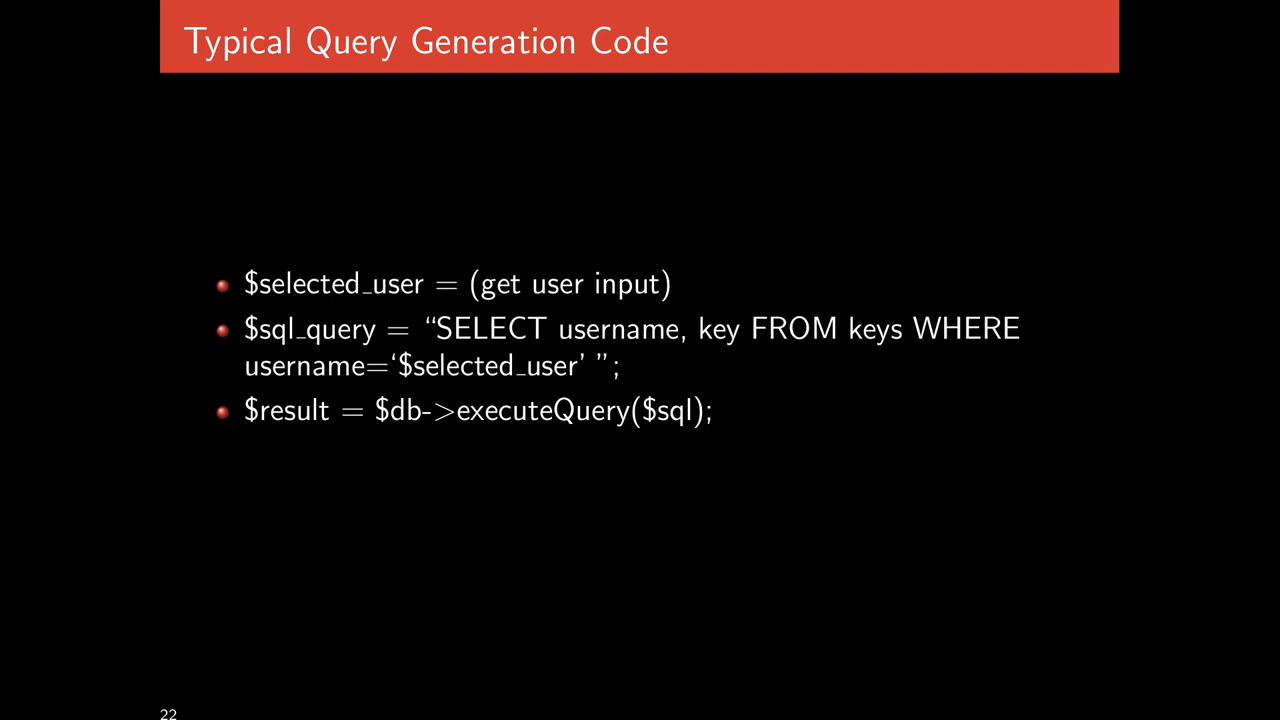 Typical Query Generation Code
$selected_user = (get user input)
$sql_query = “SELECT username, key FROM keys WHERE
username=‘$selected_user’ ”;
$result = $db->executeQuery($sql);
22